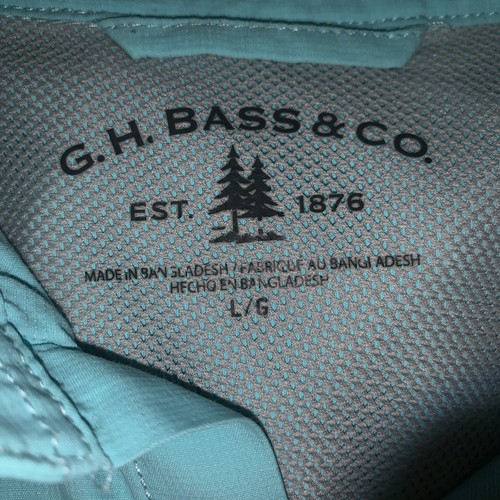 G.H. BASS & CO.
EST. 1876
MADE IN BANGLADESH / FABRIQUE AU BANGLADESH
HECHO EN BANGLADESH
L/G